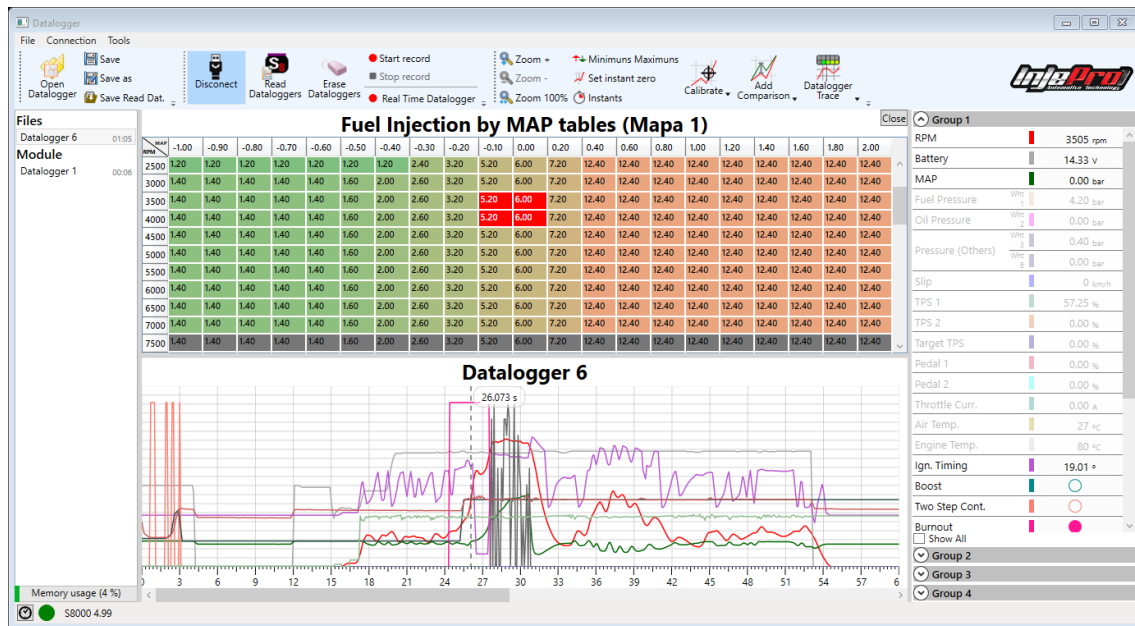 Datalogger
File Connection Tools
Open Datalogger
Save
Save as
Save Read Dat.
Disconect
Read Dataloggers
Erase Dataloggers
Start record
Stop record
Real Time Datalogger
Zoom +
Zoom -
Zoom 100%
Minimuns Maximuns
Set instant zero
Instants
Calibrate
Add Comparison
Datalogger Trace
InjePro
Automotive Technology
Files
Datalogger 6 01:05
Module
Datalogger 1 00:06
Memory usage (4 %)
Fuel Injection by MAP tables (Mapa 1)
Close
MAP RPM -1.00 -0.90 -0.80 -0.70 -0.60 -0.50 -0.40 -0.30 -0.20 -0.10 0.00 0.20 0.40 0.60 0.80 1.00 1.20 1.40 1.60 1.80 2.00
2500 1.20 1.20 1.20 1.20 1.20 1.20 1.20 2.40 3.20 5.20 6.00 7.20 12.40 12.40 12.40 12.40 12.40 12.40 12.40 12.40 12.40
3000 1.40 1.40 1.40 1.40 1.40 1.60 2.00 2.60 3.20 5.20 6.00 7.20 12.40 12.40 12.40 12.40 12.40 12.40 12.40 12.40 12.40
3500 1.40 1.40 1.40 1.40 1.40 1.60 2.00 2.60 3.20 5.20 6.00 7.20 12.40 12.40 12.40 12.40 12.40 12.40 12.40 12.40 12.40
4000 1.40 1.40 1.40 1.40 1.40 1.60 2.00 2.60 3.20 5.20 6.00 7.20 12.40 12.40 12.40 12.40 12.40 12.40 12.40 12.40 12.40
4500 1.40 1.40 1.40 1.40 1.40 1.60 2.00 2.60 3.20 5.20 6.00 7.20 12.40 12.40 12.40 12.40 12.40 12.40 12.40 12.40 12.40
5000 1.40 1.40 1.40 1.40 1.40 1.60 2.00 2.60 3.20 5.20 6.00 7.20 12.40 12.40 12.40 12.40 12.40 12.40 12.40 12.40 12.40
5500 1.40 1.40 1.40 1.40 1.40 1.60 2.00 2.60 3.20 5.20 6.00 7.20 12.40 12.40 12.40 12.40 12.40 12.40 12.40 12.40 12.40
6000 1.40 1.40 1.40 1.40 1.40 1.60 2.00 2.60 3.20 5.20 6.00 7.20 12.40 12.40 12.40 12.40 12.40 12.40 12.40 12.40 12.40
6500 1.40 1.40 1.40 1.40 1.40 1.60 2.00 2.60 3.20 5.20 6.00 7.20 12.40 12.40 12.40 12.40 12.40 12.40 12.40 12.40 12.40
7000 1.40 1.40 1.40 1.40 1.40 1.60 2.00 2.60 3.20 5.20 6.00 7.20 12.40 12.40 12.40 12.40 12.40 12.40 12.40 12.40 12.40
7500 1.40 1.40 1.40 1.40 1.40 1.60 2.00 2.60 3.20 5.20 6.00 7.20 12.40 12.40 12.40 12.40 12.40 12.40 12.40 12.40 12.40
Datalogger 6
26.073 s
0 3 6 9 12 15 18 21 24 27 30 33 36 39 42 45 48 51 54 57 6
Group 1
RPM 3505 rpm
Battery 14.33 v
MAP 0.00 bar
Fuel Pressure Wht 1 4.20 bar
Oil Pressure Wht 2 0.00 bar
Pressure (Others) Wht 3 0.40 bar
Wht 6 0.00 bar
Slip 0 km/h
TPS 1 57.25 %
TPS 2 0.00 %
Target TPS 0.00 %
Pedal 1 0.00 %
Pedal 2 0.00 %
Throttle Curr. 0.00 A
Air Temp. 27 ºC
Engine Temp. 80 ºC
Ign. Timing 19.01 º
Boost
Two Step Cont.
Burnout
Show All
Group 2
Group 3
Group 4
S8000 4.99